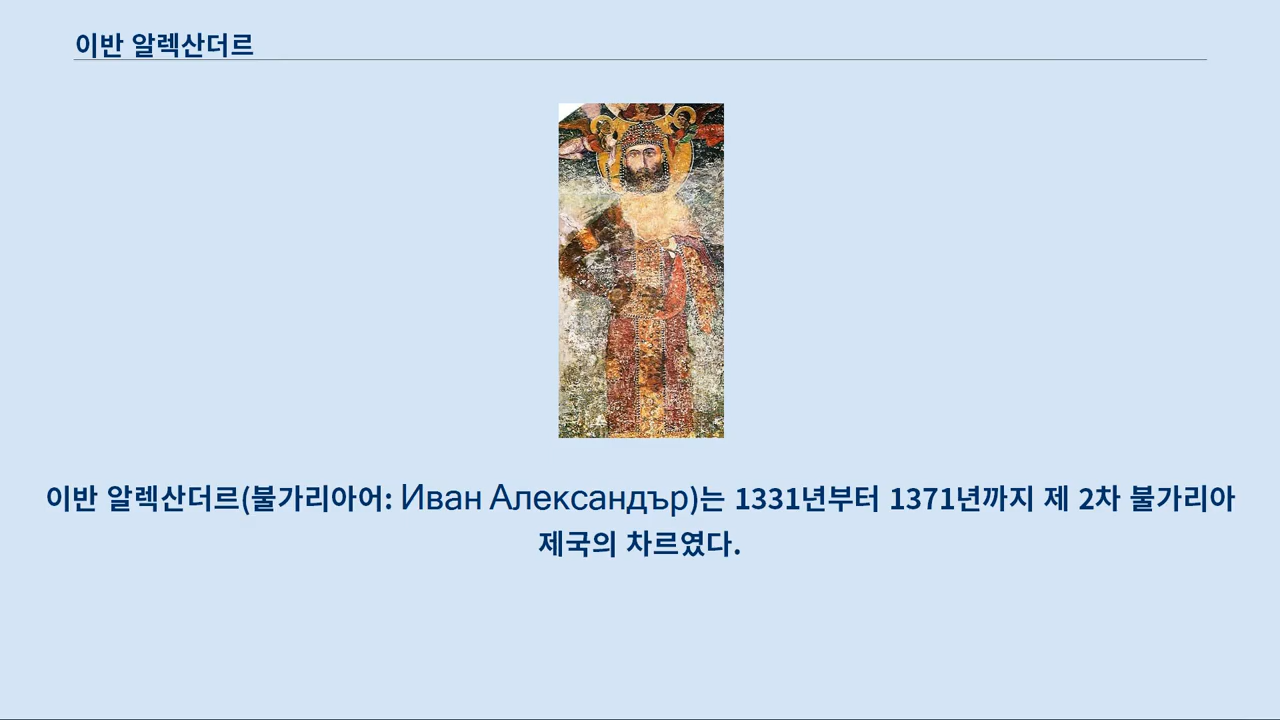 이반 알렉산더르
이반 알렉산더르(불가리아어: Иван Александър)는 1331년부터 1371년까지 제 2차 불가리아
제국의 차르였다.